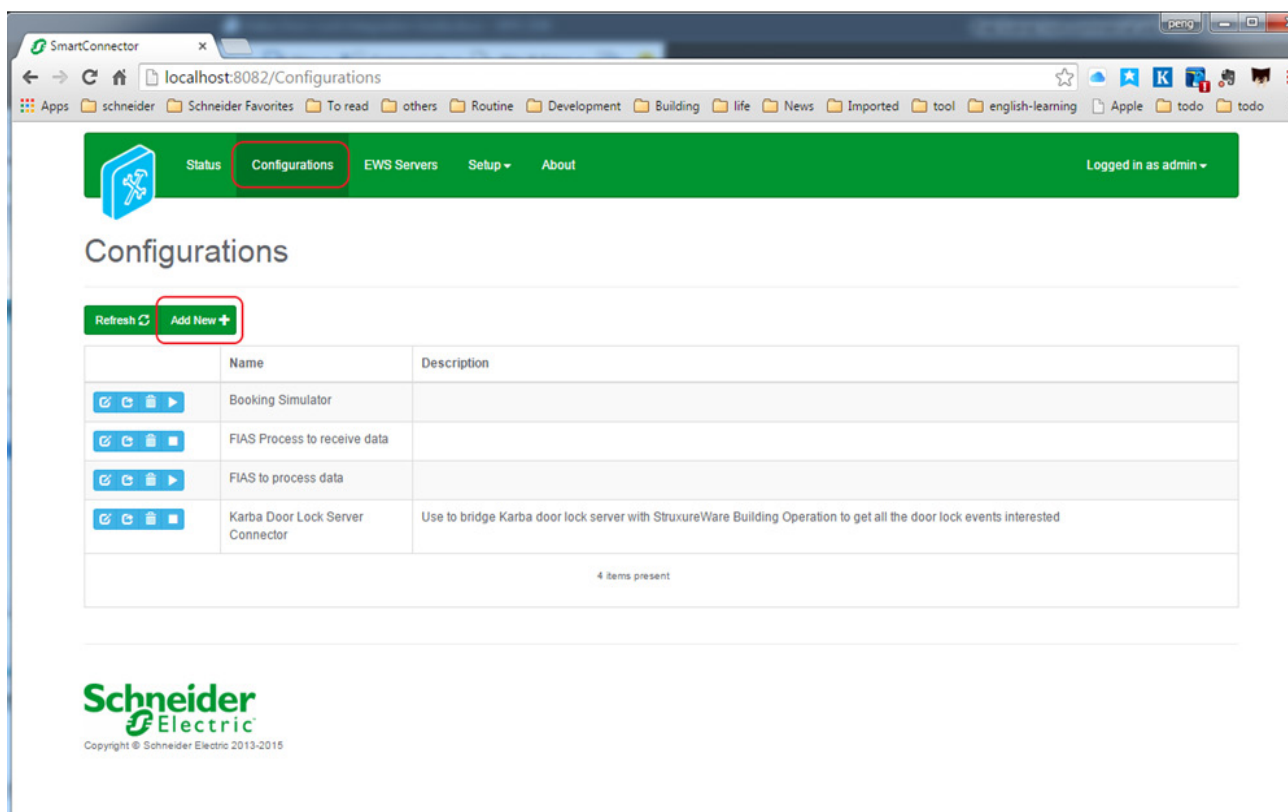 peng
SmartConnector
localhost:8082/Configurations
Apps schneider Schneider Favorites To read others Routine Development Building life News Imported tool english-learning Apple todo todo
Status Configurations EWS Servers Setup About Logged in as admin
Configurations
Refresh Add New
Name Description
Booking Simulator
FIAS Process to receive data
FIAS to process data
Karba Door Lock Server Use to bridge Karba door lock server with StruxureWare Building Operation to get all the door lock events interested
Connector
4 items present
Schneider
Electric
Copyright © Schneider Electric 2013-2015